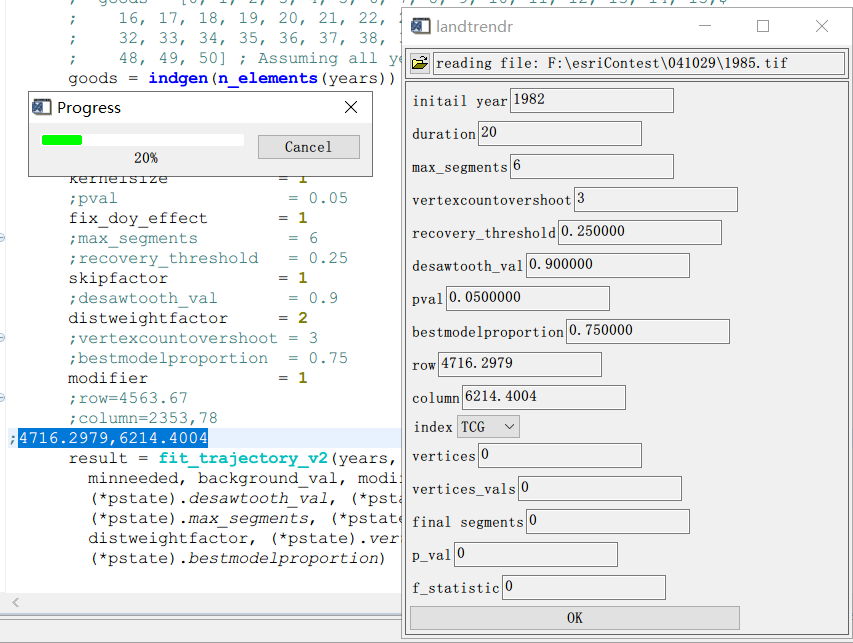 ;  goods = [0, 1, 2, 3, 4, 5, 6, 7, 8, 9, 10, 11, 12, 13, 14, 15,$
;    16, 17, 18, 19, 20, 21, 22, 2
;    32, 33, 34, 35, 36, 37, 38,
;    48, 49, 50] ; Assuming all ye
goods = indgen(n_elements(years))
Progress
20%
Cancel
kernelsize = 1
;pval = 0.05
fix_doy_effect = 1
;max_segments = 6
;recovery_threshold = 0.25
skipfactor = 1
;desawtooth_val = 0.9
distweightfactor = 2
;vertexcountovershoot = 3
;bestmodelproportion = 0.75
modifier = 1
;row=4563.67
;column=2353,78
;4716.2979,6214.4004
result = fit_trajectory_v2(years,
minneeded, background_val, modi
(*pstate).desawtooth_val, (*psta
(*pstate).max_segments, (*pstate
distweightfactor, (*pstate).ver
(*pstate).bestmodelproportion)
landtrendr
reading file: F:\esriContest\041029\1985.tif
initail year 1982
duration 20
max_segments 6
vertexcountovershoot 3
recovery_threshold 0.250000
desawtooth_val 0.900000
pval 0.0500000
bestmodelproportion 0.750000
row 4716.2979
column 6214.4004
index TCG
vertices 0
vertices_vals 0
final segments 0
p_val 0
f_statistic 0
OK